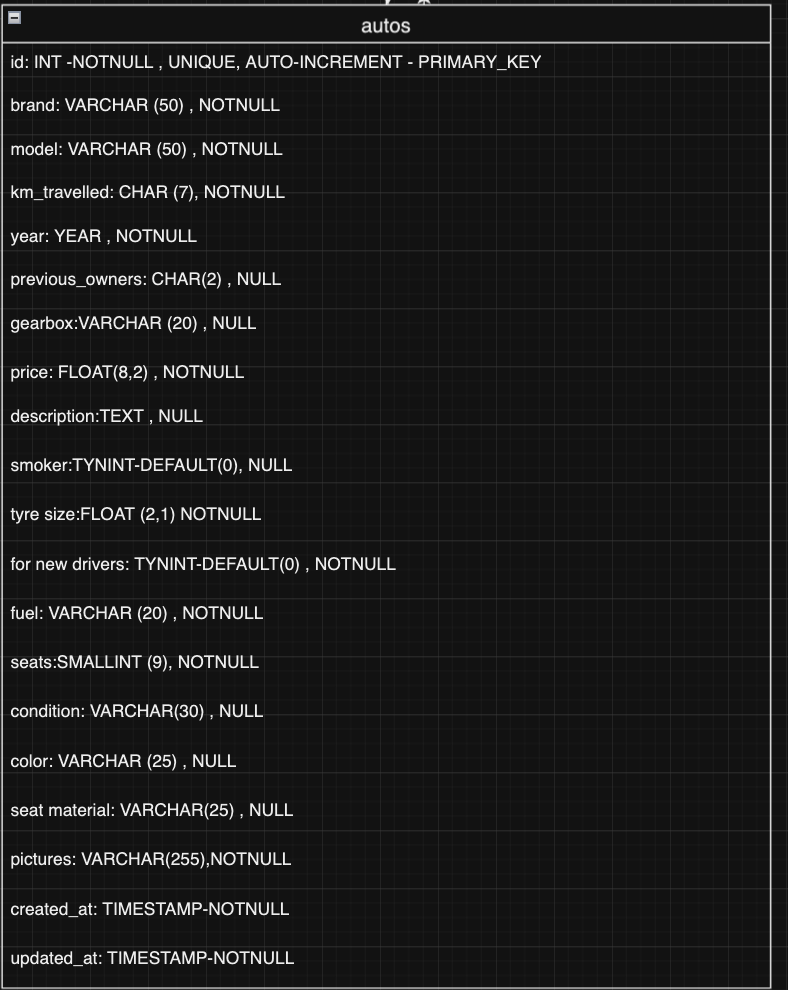 autos
id: INT -NOTNULL , UNIQUE, AUTO-INCREMENT - PRIMARY_KEY
brand: VARCHAR (50) , NOTNULL
model: VARCHAR (50) , NOTNULL
km_travelled: CHAR (7), NOTNULL
year: YEAR , NOTNULL
previous_owners: CHAR(2) , NULL
gearbox:VARCHAR (20) , NULL
price: FLOAT(8,2) , NOTNULL
description:TEXT , NULL
smoker:TYNINT-DEFAULT(0), NULL
tyre size:FLOAT (2,1) NOTNULL
for new drivers: TYNINT-DEFAULT(0) , NOTNULL
fuel: VARCHAR (20) , NOTNULL
seats:SMALLINT (9), NOTNULL
condition: VARCHAR(30) , NULL
color: VARCHAR (25) , NULL
seat material: VARCHAR(25) , NULL
pictures: VARCHAR(255),NOTNULL
created_at: TIMESTAMP-NOTNULL
updated_at: TIMESTAMP-NOTNULL